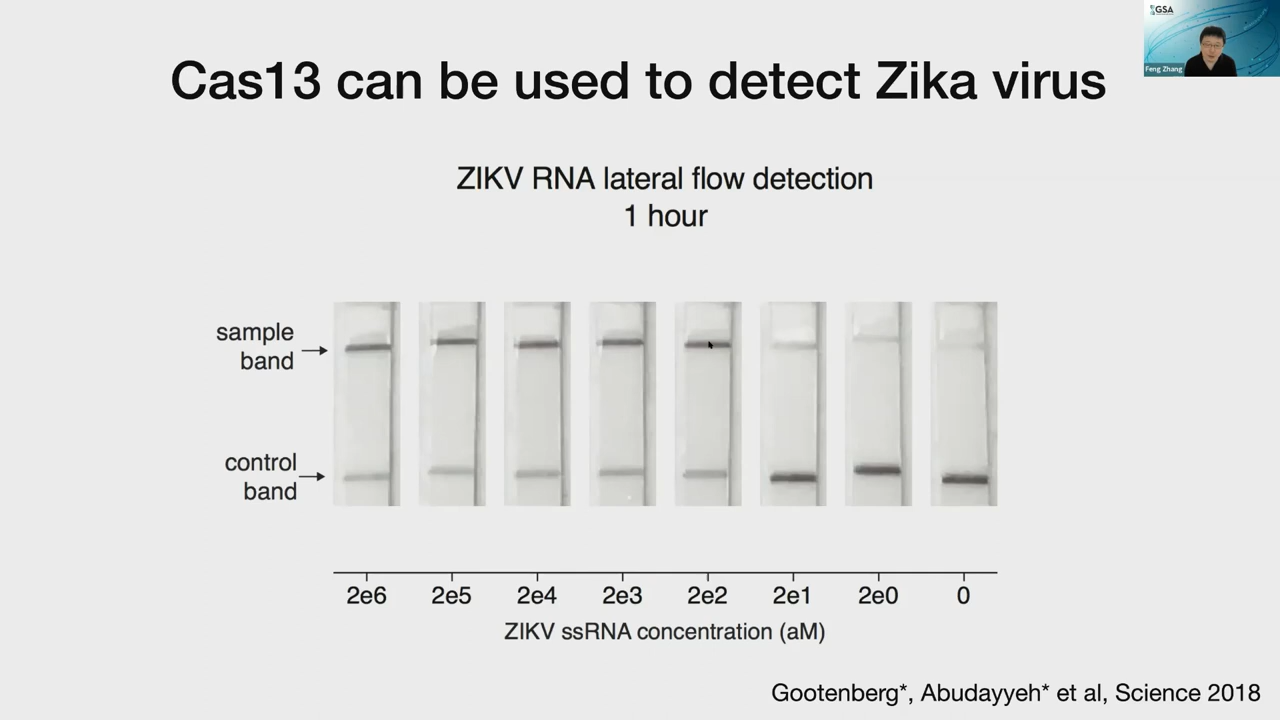 GSA
Feng Zhang
Cas13 can be used to detect Zika virus
ZIKV RNA lateral flow detection
1 hour
sample
band
control
band
2e6 2e5 2e4 2e3 2e2 2e1 2e0 0
ZIKV ssRNA concentration (aM)
Gootenberg*, Abudayyeh* et al, Science 2018